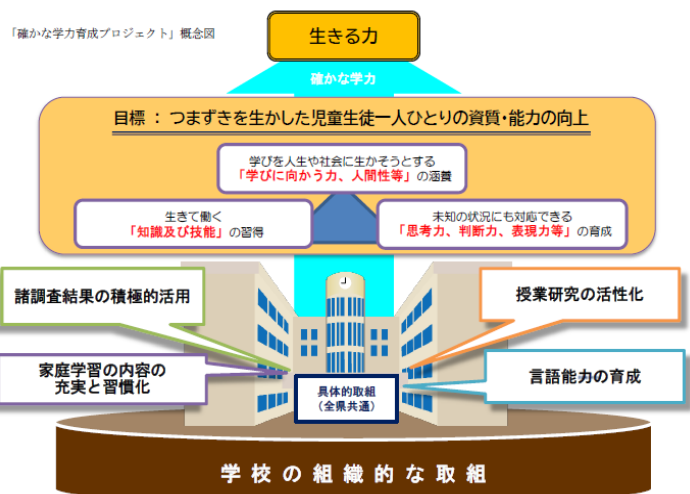 「確かな学力育成プロジェクト」概念図
生きる力
確かな学力
目標 : つまずきを生かした児童生徒一人ひとりの資質・能力の向上
学びを人生や社会に生かそうとする
「学びに向かう力、人間性等」の涵養
生きて働く
「知識及び技能」の習得
未知の状況にも対応できる
「思考力、判断力、表現力等」の育成
諸調査結果の積極的活用
授業研究の活性化
家庭学習の内容の
充実と習慣化
言語能力の育成
具体的取組
(全県共通)
学校の組織的な取組